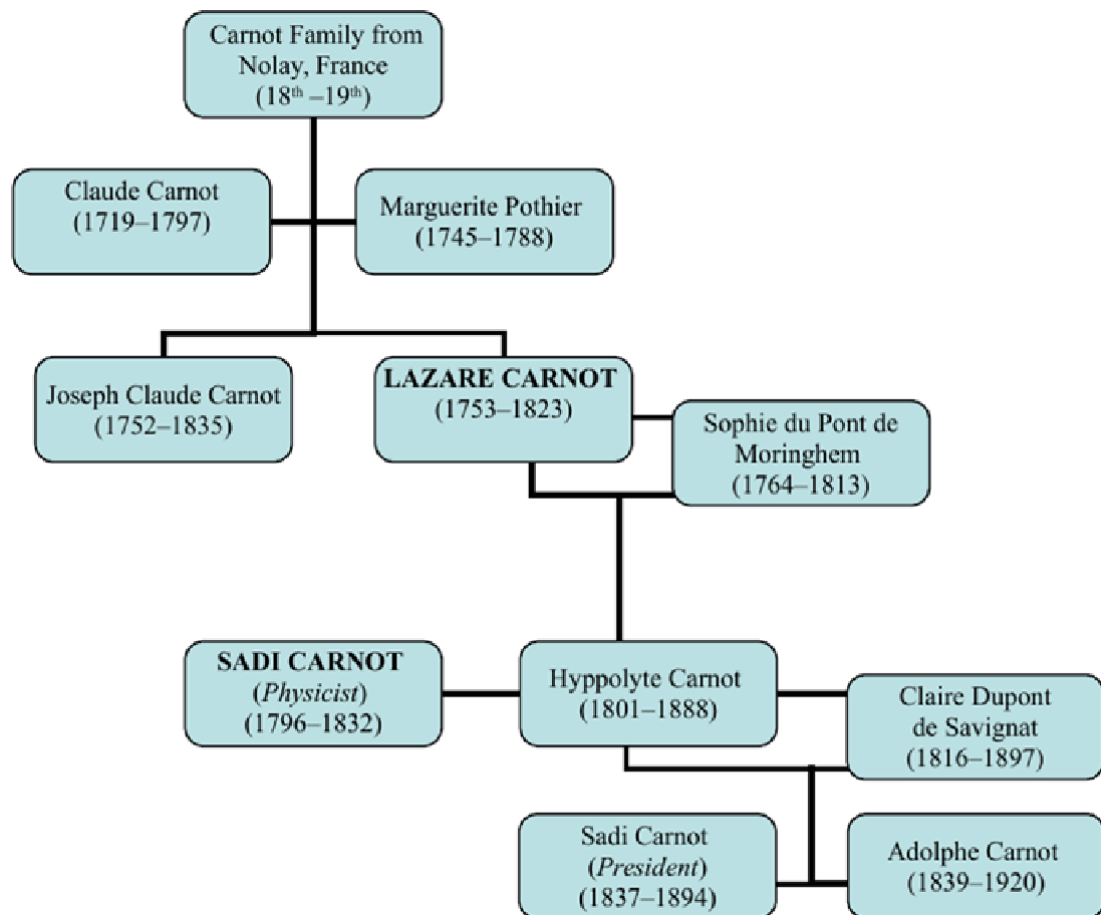 Carnot Family from
Nolay, France
(18th –19th)
Claude Carnot
(1719–1797)
Marguerite Pothier
(1745–1788)
Joseph Claude Carnot
(1752–1835)
LAZARE CARNOT
(1753–1823)
Sophie du Pont de
Moringhem
(1764–1813)
SADI CARNOT
(Physicist)
(1796–1832)
Hyppolyte Carnot
(1801–1888)
Claire Dupont
de Savignat
(1816–1897)
Sadi Carnot
(President)
(1837–1894)
Adolphe Carnot
(1839–1920)